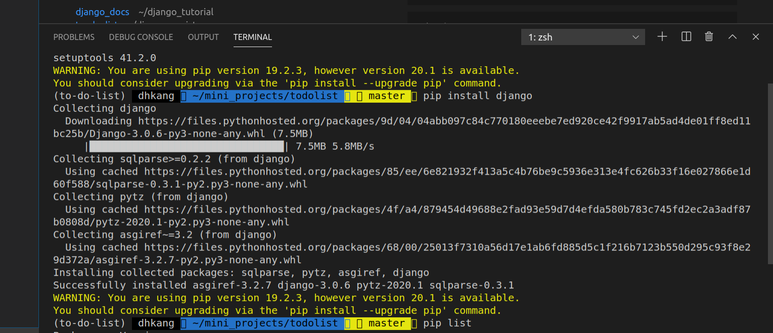 django_docs ~/django_tutorial
PROBLEMS DEBUG CONSOLE OUTPUT TERMINAL 1: zsh
setuptools 41.2.0
WARNING: You are using pip version 19.2.3, however version 20.1 is available.
You should consider upgrading via the 'pip install --upgrade pip' command.
(to-do-list) dhkang ~/mini_projects/todolist master pip install django
Collecting django
Downloading https://files.pythonhosted.org/packages/9d/04/04abb097c84c770180eeebe7ed920ce42f9917ab5ad4de01ff8ed11
bc25b/Django-3.0.6-py3-none-any.whl (7.5MB)
|████████████████████████████████| 7.5MB 5.8MB/s
Collecting sqlparse>=0.2.2 (from django)
Using cached https://files.pythonhosted.org/packages/85/ee/6e821932f413a5c4b76be9c5936e313e4fc626b33f16e027866e1d
60f588/sqlparse-0.3.1-py2.py3-none-any.whl
Collecting pytz (from django)
Using cached https://files.pythonhosted.org/packages/4f/a4/879454d49688e2fad93e59d7d4efda580b783c745fd2ec2a3adf87
b0808d/pytz-2020.1-py2.py3-none-any.whl
Collecting asgiref~=3.2 (from django)
Using cached https://files.pythonhosted.org/packages/68/00/25013f7310a56d17e1ab6fd885d5c1f216b7123b550d295c93f8e2
9d372a/asgiref-3.2.7-py2.py3-none-any.whl
Installing collected packages: sqlparse, pytz, asgiref, django
Successfully installed asgiref-3.2.7 django-3.0.6 pytz-2020.1 sqlparse-0.3.1
WARNING: You are using pip version 19.2.3, however version 20.1 is available.
You should consider upgrading via the 'pip install --upgrade pip' command.
(to-do-list) dhkang ~/mini_projects/todolist master pip list